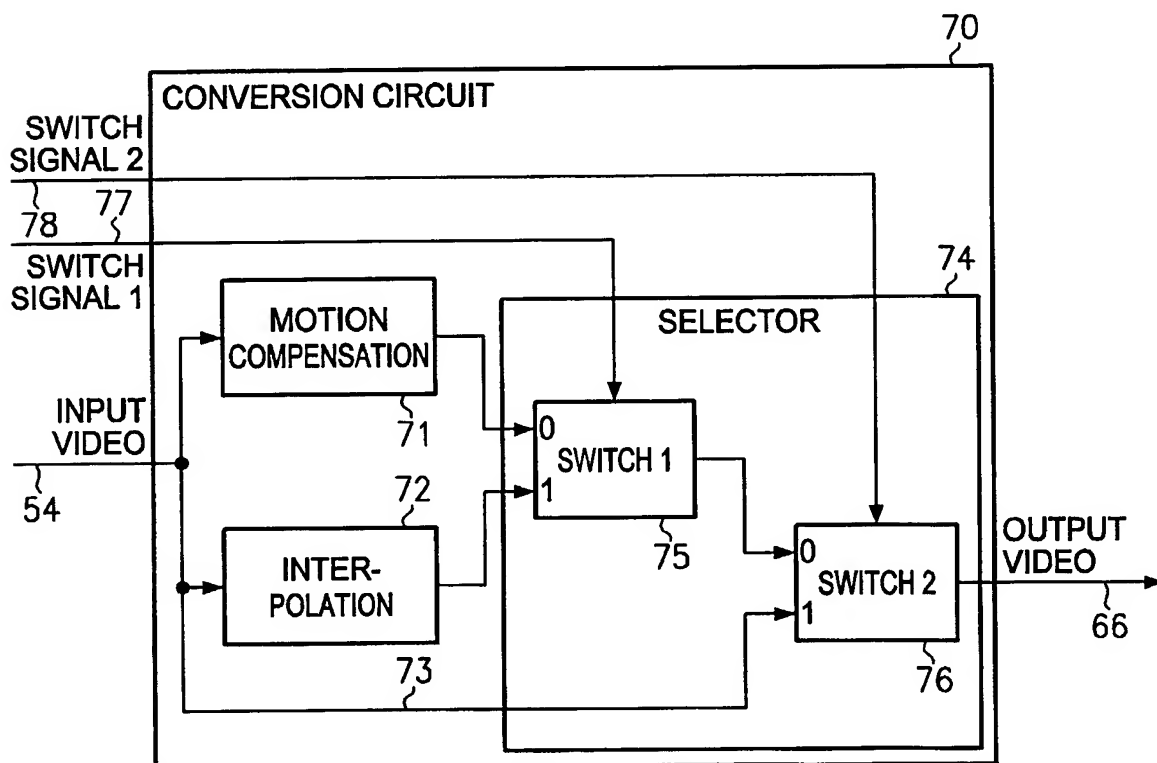 70
CONVERSION CIRCUIT
SWITCH
SIGNAL 2
78
77
SWITCH
SIGNAL 1
74
SELECTOR
MOTION
COMPENSATION
71
INPUT
VIDEO
54
0
SWITCH 1
1
75
72
INTER-
POLATION
0
SWITCH 2
1
76
OUTPUT
VIDEO
66
73